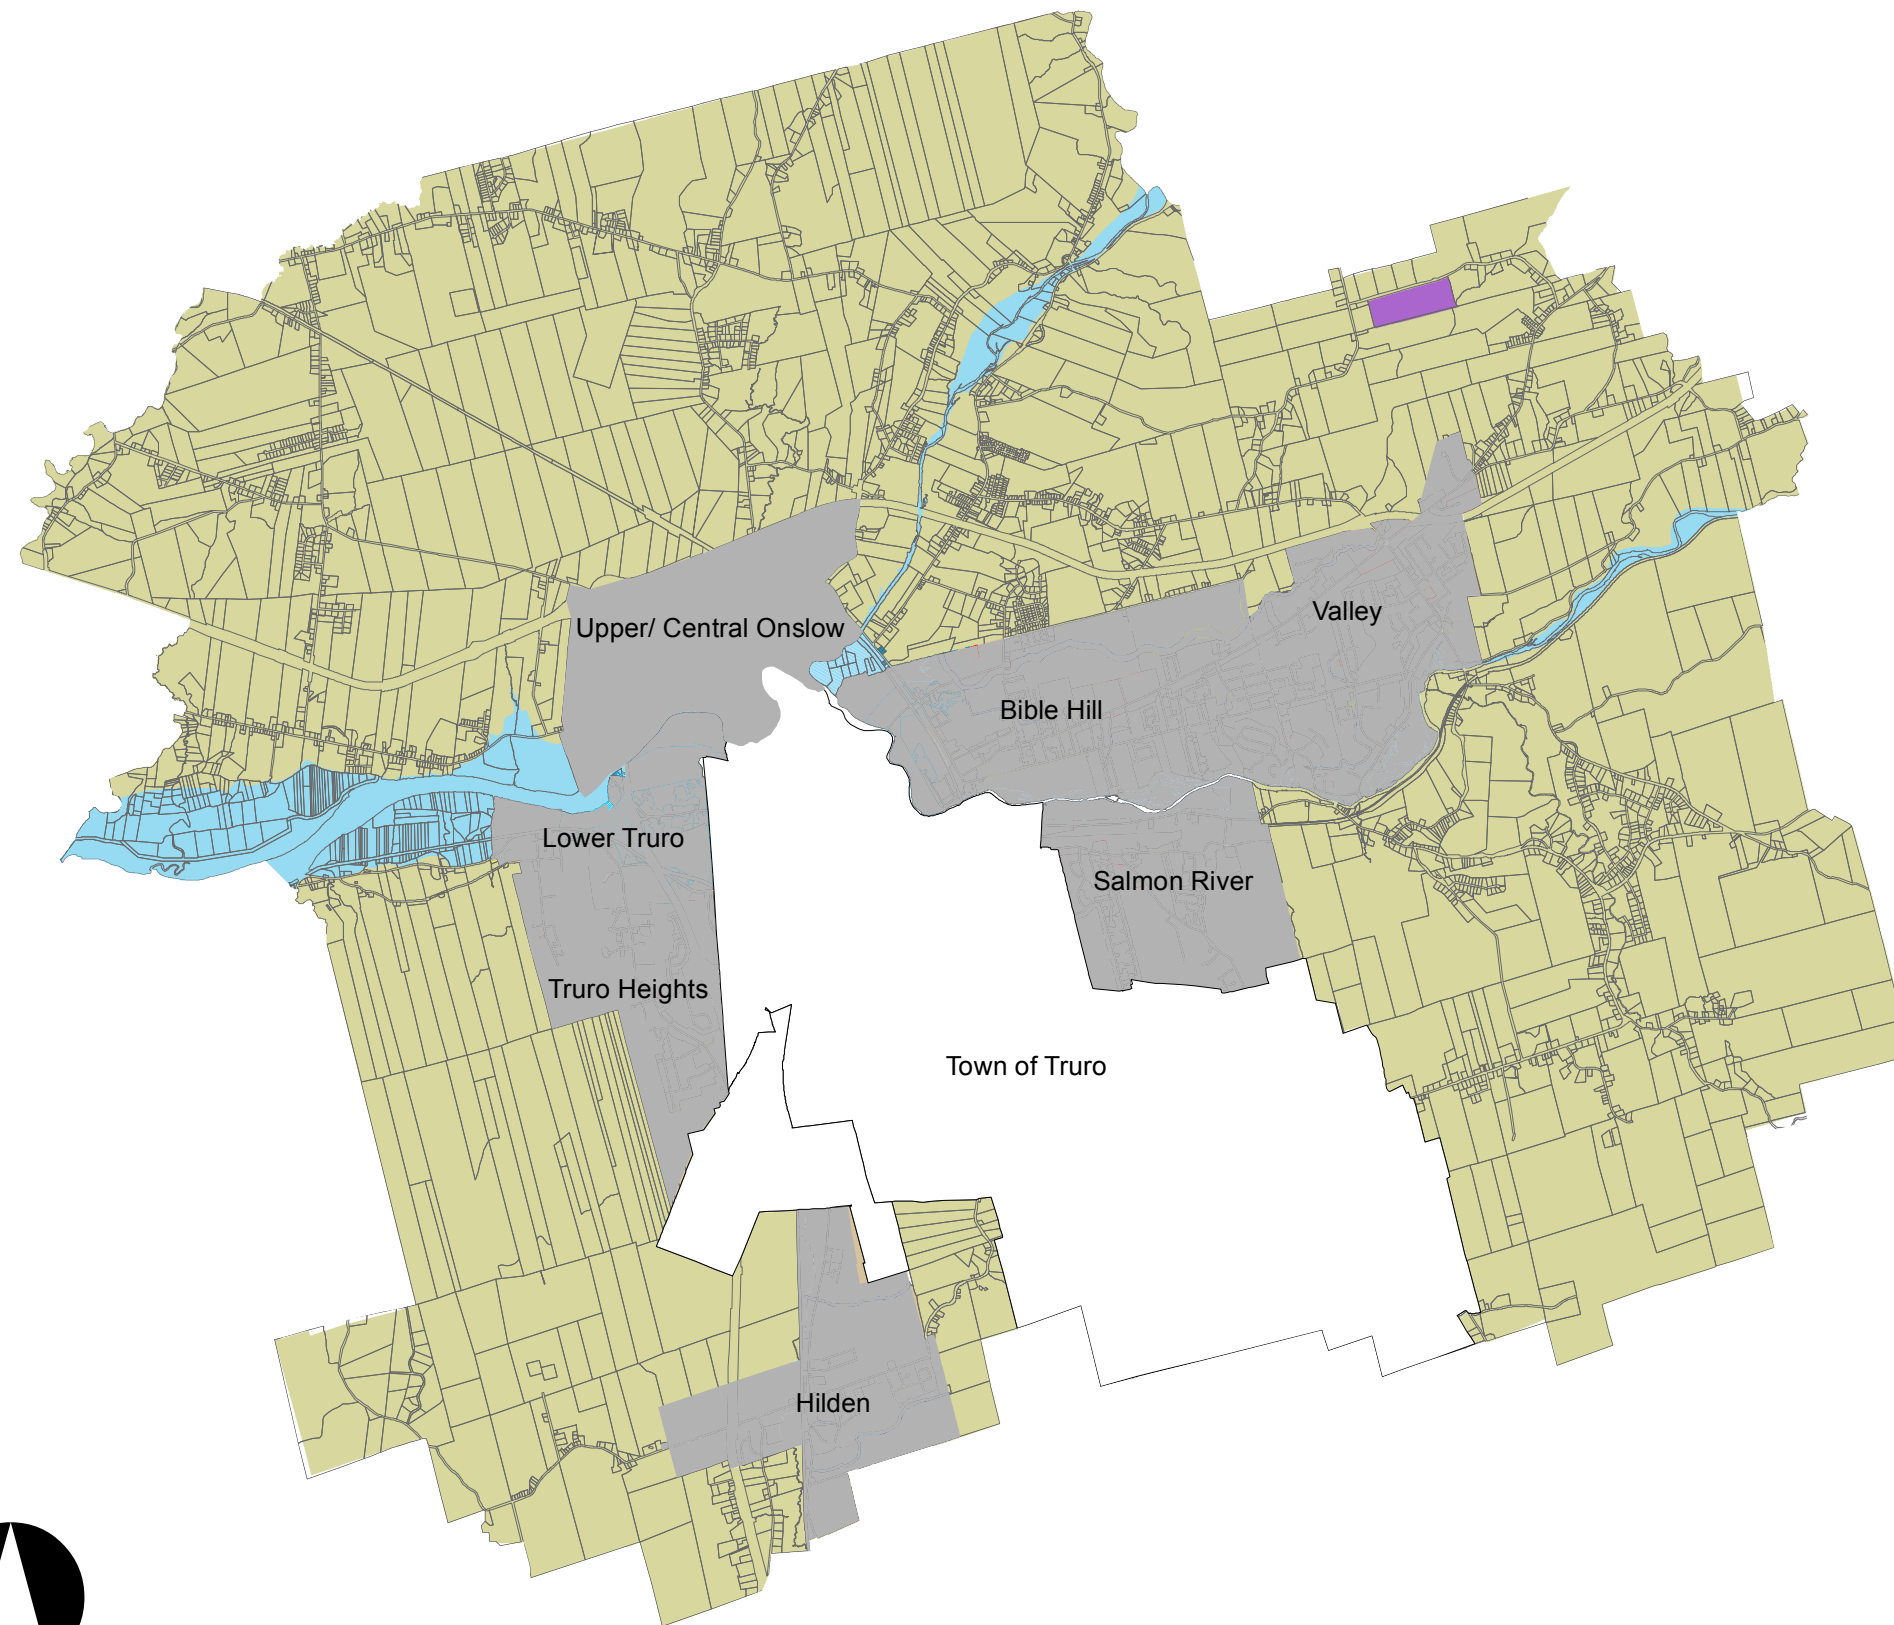 Valley
Upper/ Central Onslow
Bible Hill
Lower Truro
Salmon River
Truro Heights
Town of Truro
Hilden